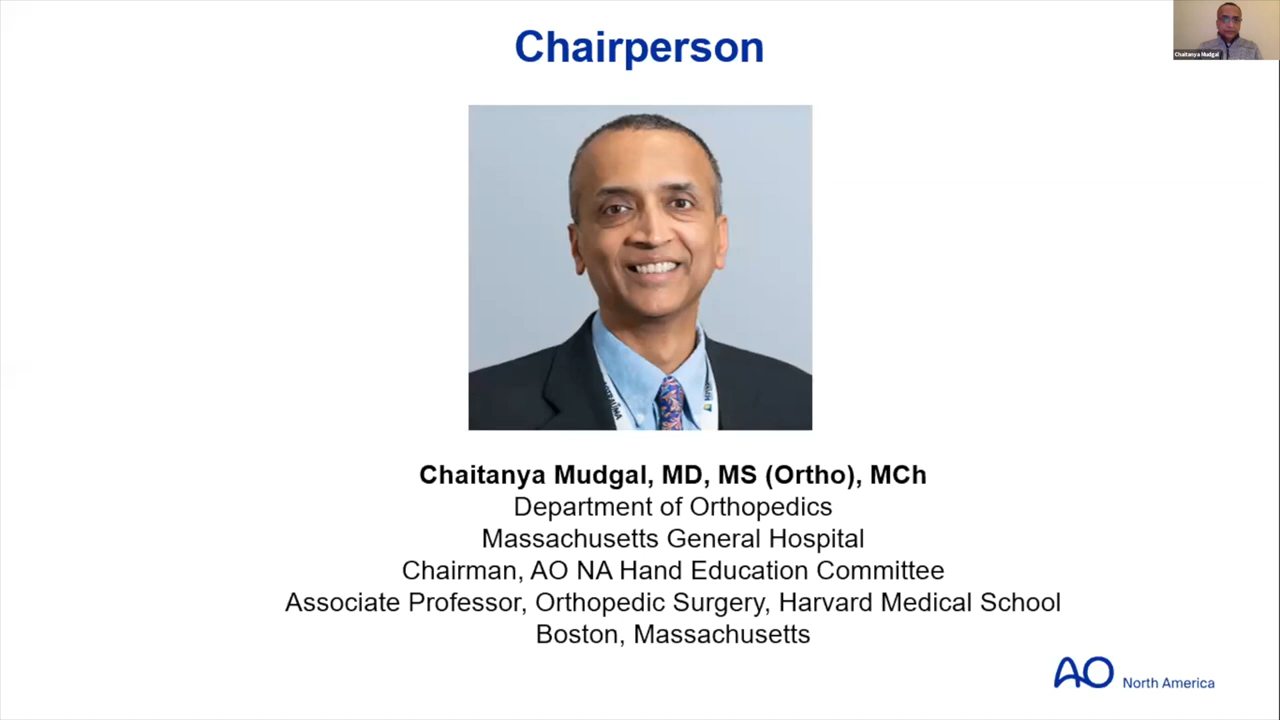 Chairperson
Chaitanya Mudgal
Chaitanya Mudgal, MD, MS (Ortho), MCh
Department of Orthopedics
Massachusetts General Hospital
Chairman, AO NA Hand Education Committee
Associate Professor, Orthopedic Surgery, Harvard Medical School
Boston, Massachusetts
AO North America